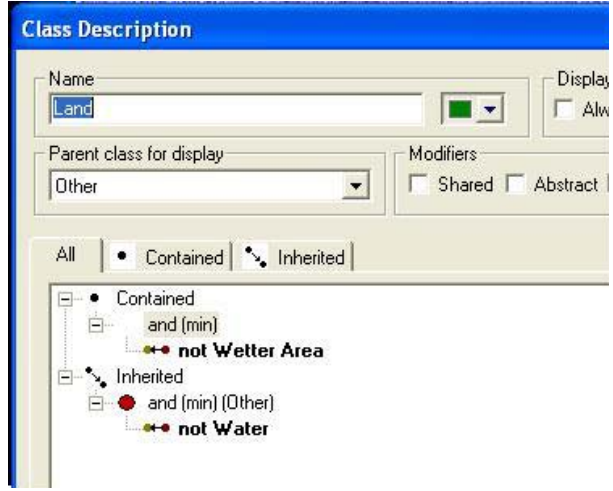 Class Description
Name
Display
Land
Alw
Parent class for display
Modifiers
Other
Shared
Abstract
All
Contained
Inherited
Contained
and (min)
not Wetter Area
Inherited
and (min) (Other)
not Water